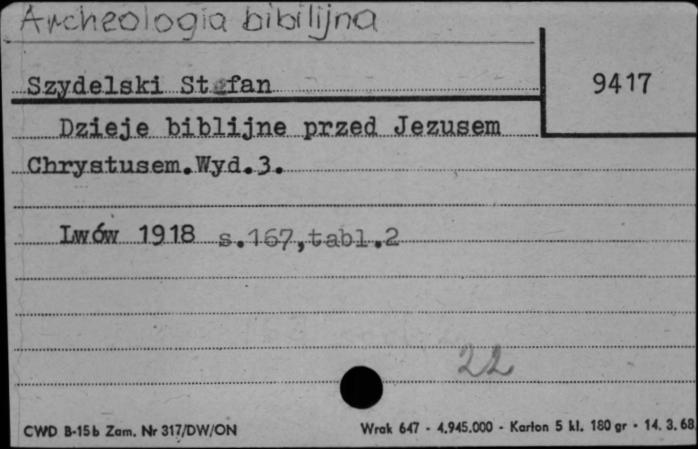 Archeologia bibilijna
Szydelski Stefan
9417
Dzieje biblijne przed Jezusem
Chrystusem.Wyd.3.
Lwów 1918 s.167,tabl.2
22
CWD B-15b Zam. Nr 317/DW/ON
Wrak 647 - 4.945.000 - Karton 5 kl. 180 gr - 14. 3. 68